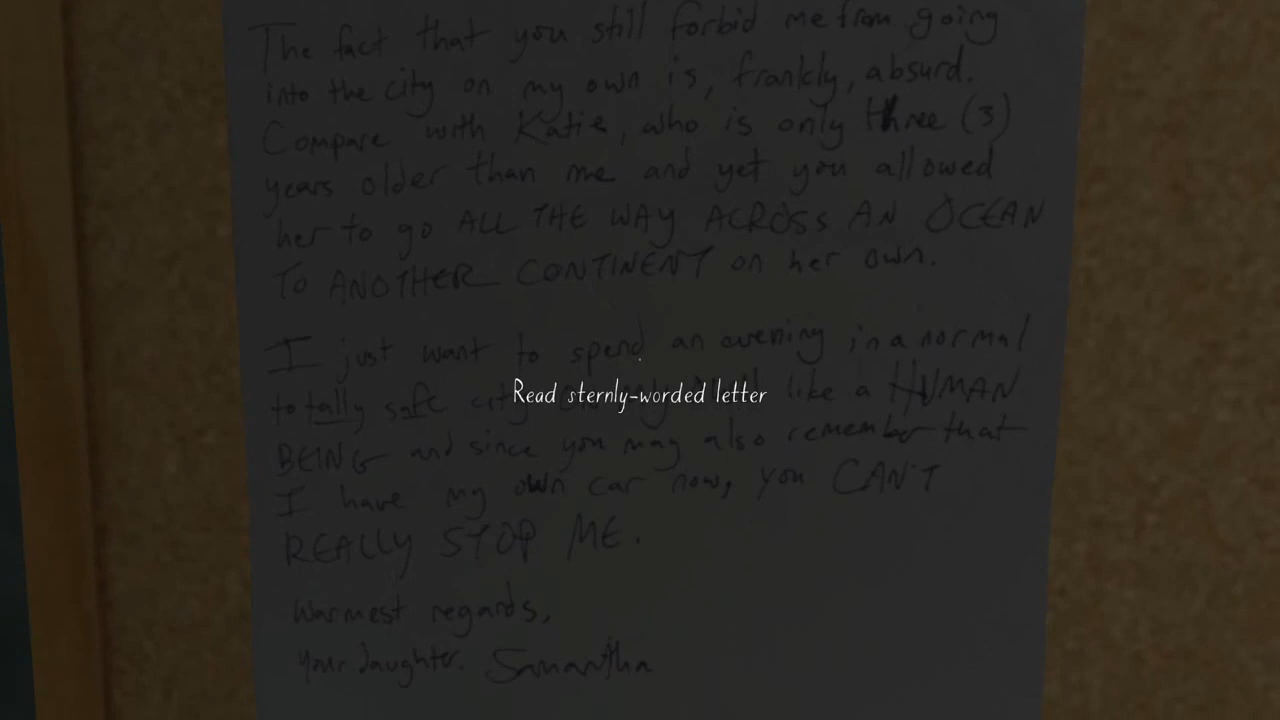 The fact that you still forbid me from going
into the city on my own is, frankly, absurd.
Compare with Katie, who is only three (3)
years older than me and yet you allowed
her to go ALL THE WAY ACROSS AN OCEAN
TO ANOTHER CONTINENT on her own.
I just want to spend an evening in a normal
totally safe city like a HUMAN
Read sternly-worded letter
BEING and since you may also remember that
I have my own car now, you CAN'T
REALLY STOP ME.
Warmest regards,
Your daughter. Samantha